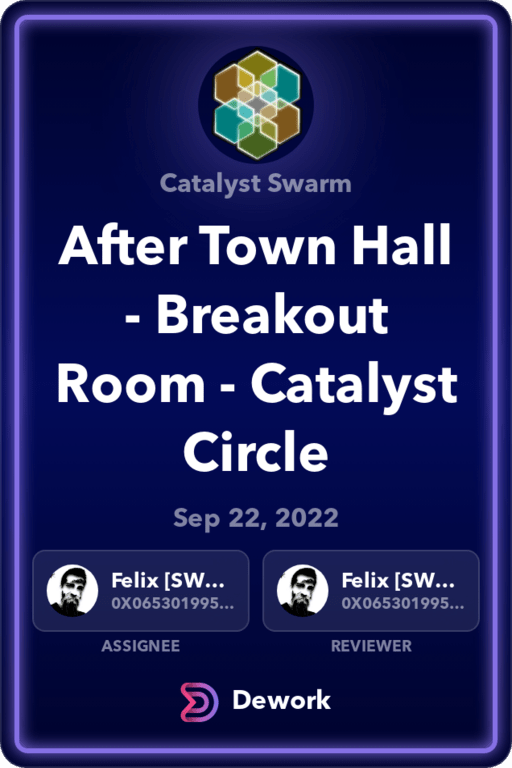 Catalyst Swarm
After Town Hall
- Breakout
Room - Catalyst
Circle
Sep 22, 2022
Felix [SW...
0X065301995...
ASSIGNEE
Felix [SW...
0X065301995...
REVIEWER
Dework